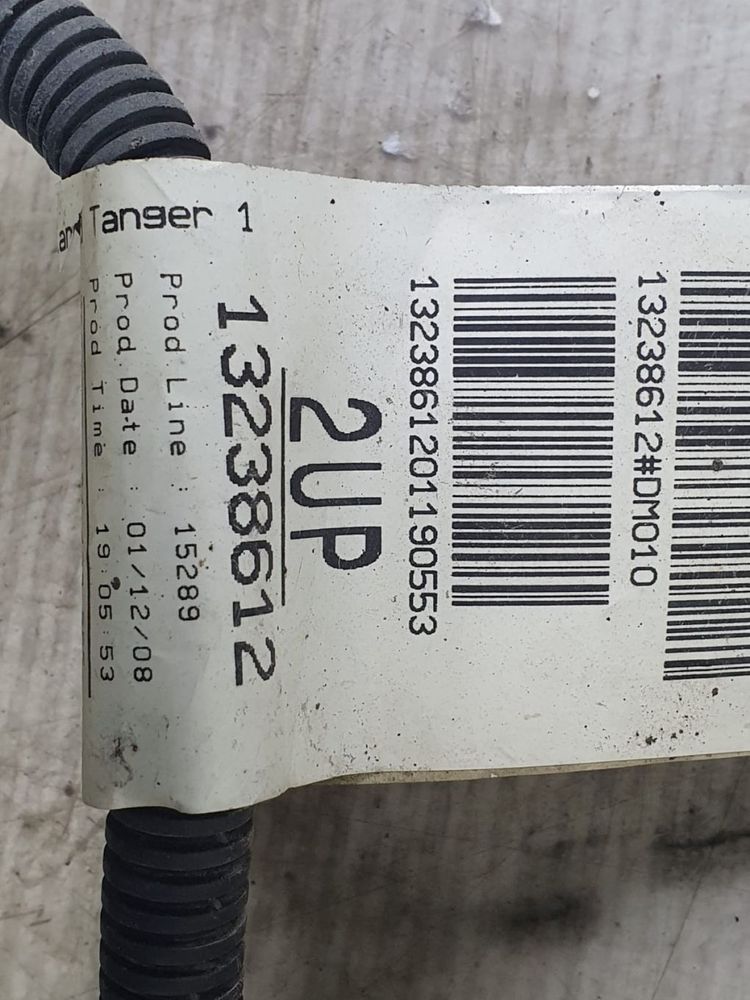 Tanger 1
13238612#DM010
1323861201190553
2UP
13238612
Prod Line : 15289
Prod.Date : 01/12/08
Prod Time : 19:05:53